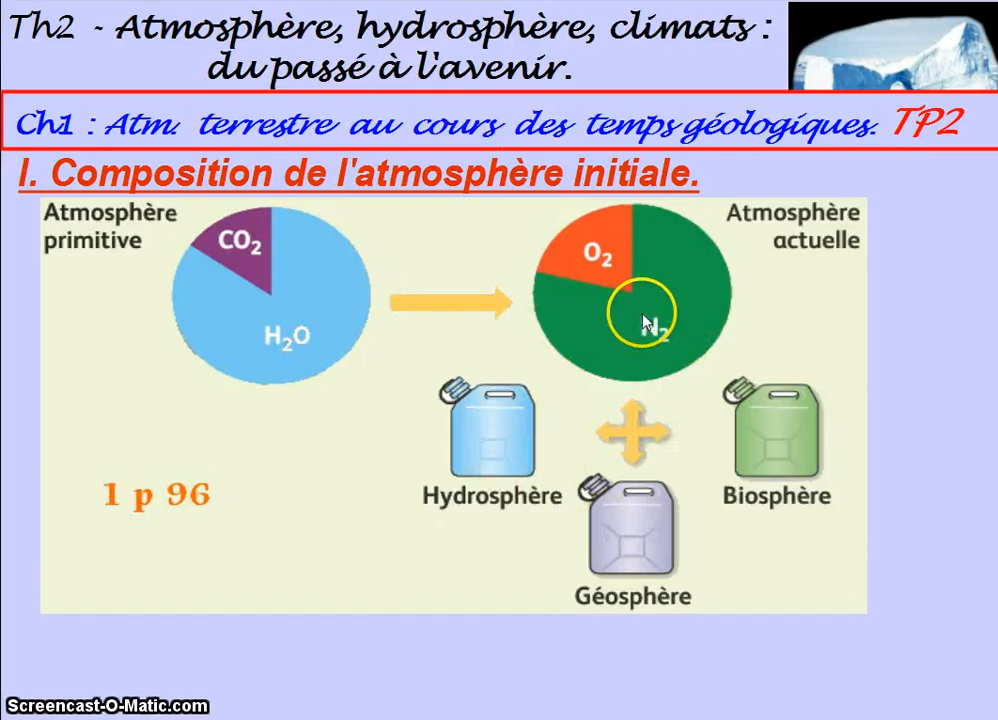 Th2 - Atmosphère, hydrosphère, climats :
du passé à l'avenir.
Ch1 : Atm. terrestre au cours des temps géologiques. TP2
I. Composition de l'atmosphère initiale.
Atmosphère
primitive
CO2
H2O
O2
N2
Atmosphère
actuelle
Hydrosphère
Biosphère
Géosphère
1 p 96
Screencast-O-Matic.com